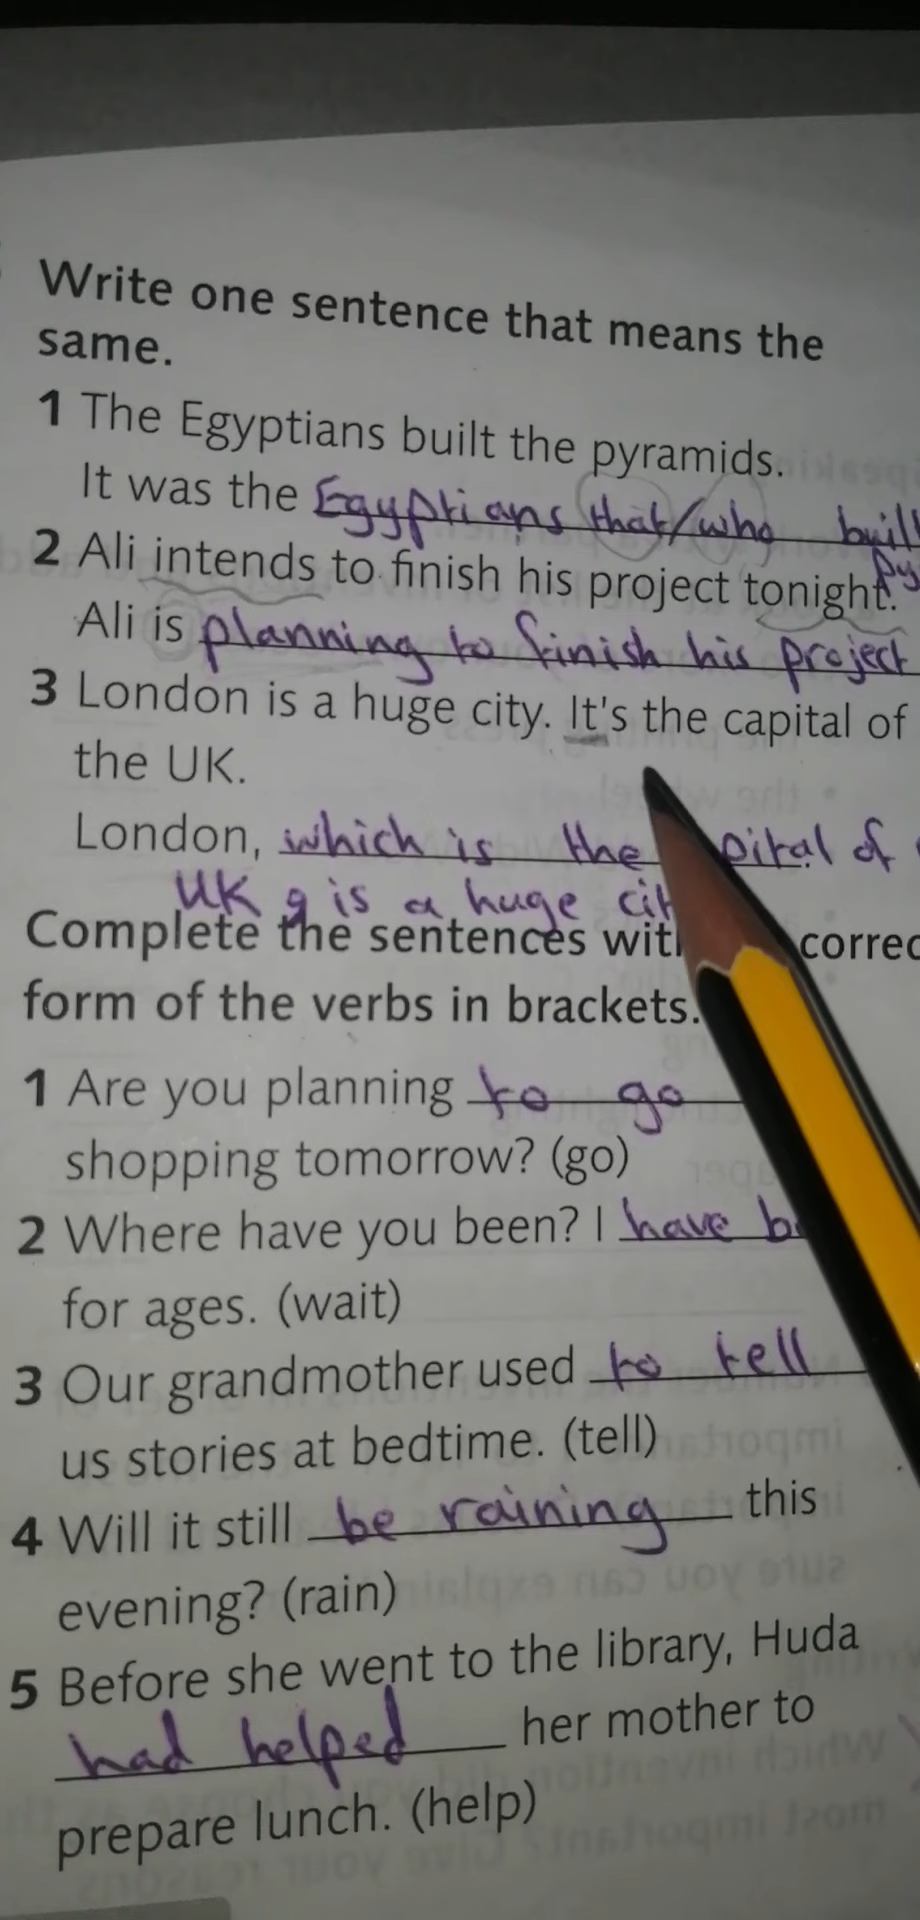 Write one sentence that means the
same.
1 The Egyptians built the pyramids.
It was the Egyptians that/who built
2 Ali intends to finish his project tonight.
Ali is planning to finish his project
3 London is a huge city. It's the capital of
the UK.
London, which is the pital of
UK, is a huge cit
Complete the sentences wit correc
form of the verbs in brackets.
1 Are you planning to go
shopping tomorrow? (go)
2 Where have you been? I have b
for ages. (wait)
3 Our grandmother used to tell
us stories at bedtime. (tell)
4 Will it still be raining this
evening? (rain)
5 Before she went to the library, Huda
had helped her mother to
prepare lunch. (help)